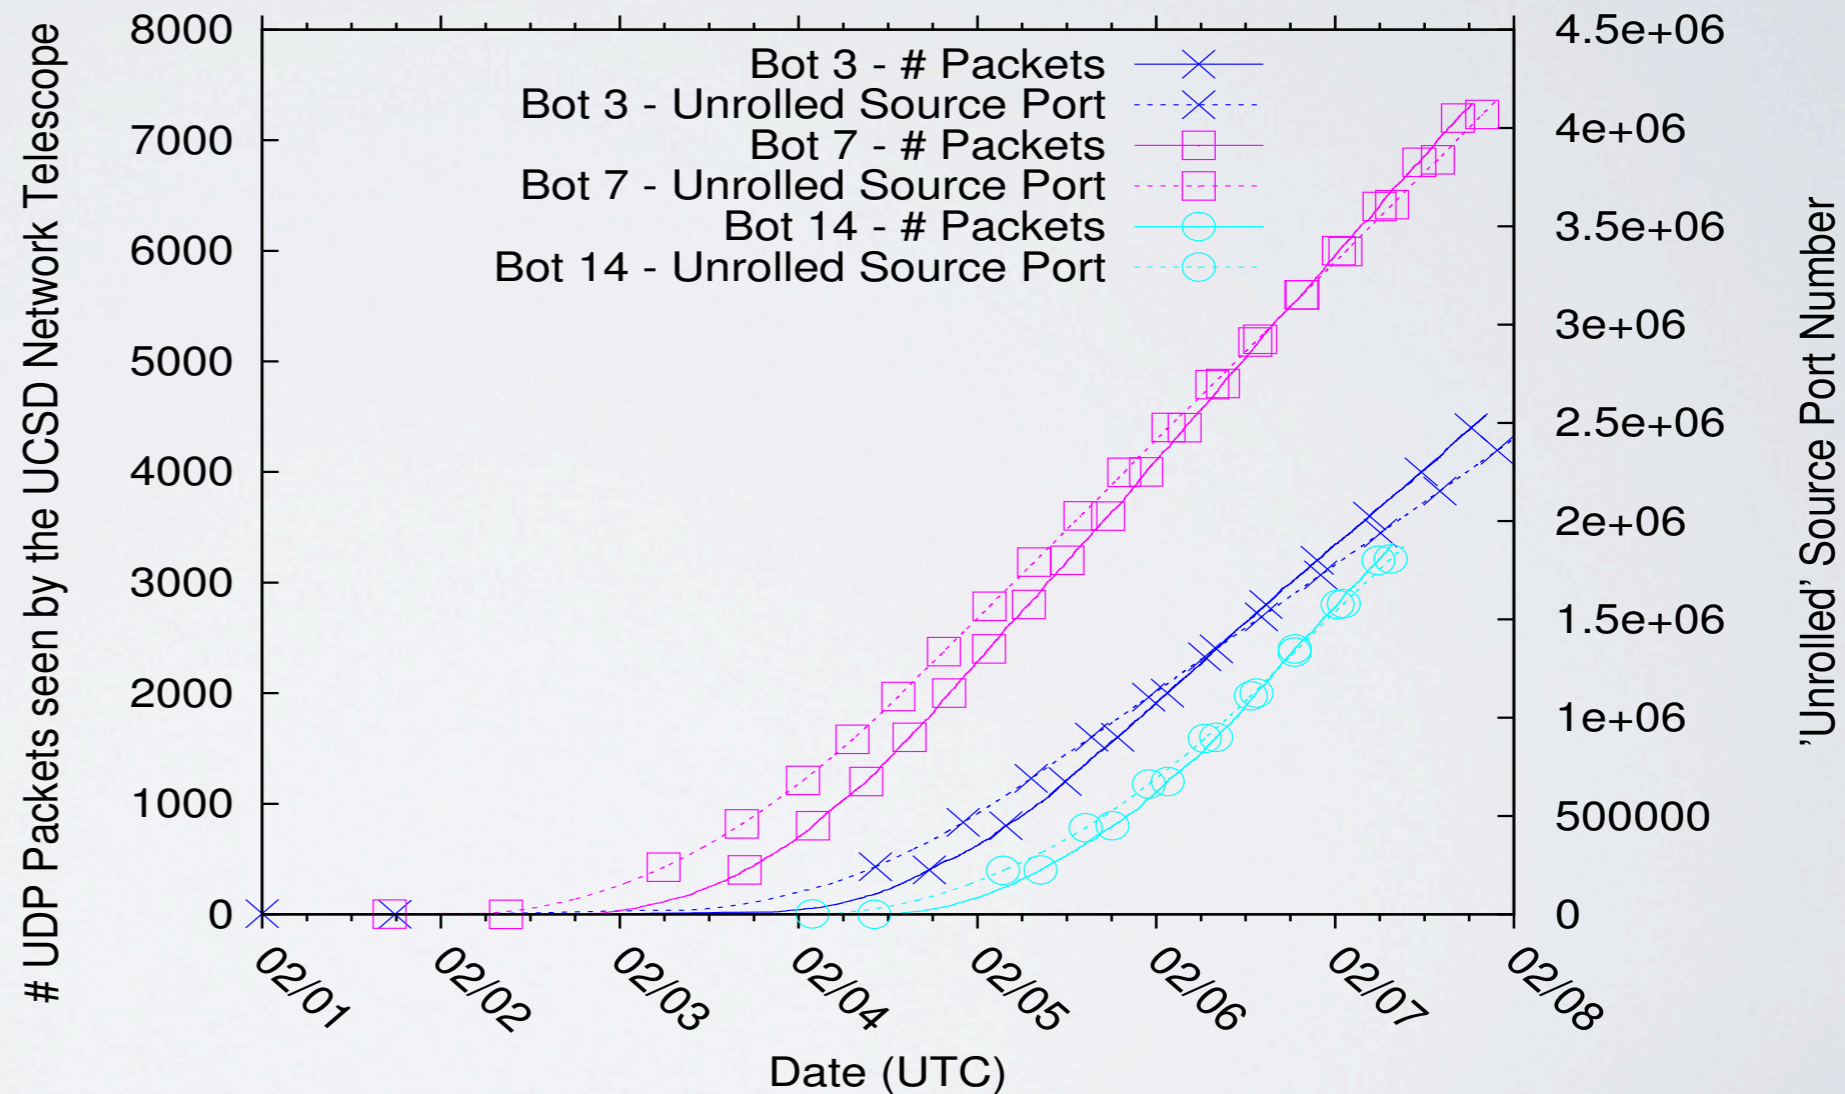 # UDP Packets seen by the UCSD Network Telescope
8000
7000
6000
5000
4000
3000
2000
1000
0
Bot 3 - # Packets
Bot 3 - Unrolled Source Port
Bot 7 - # Packets
Bot 7 - Unrolled Source Port
Bot 14 - # Packets
Bot 14 - Unrolled Source Port
4.5e+06
4e+06
3.5e+06
3e+06
2.5e+06
2e+06
1.5e+06
1e+06
500000
0
'Unrolled' Source Port Number
02/01
02/02
02/03
02/04
02/05
02/06
02/07
02/08
Date (UTC)